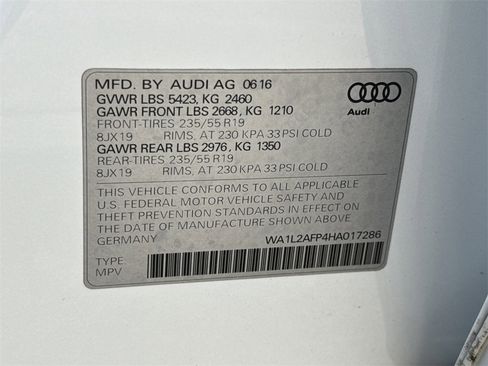 MFD. BY AUDI AG 06 16
GVWR LBS 5423, KG 2460
GAWR FRONT LBS 2668, KG 1210
FRONT-TIRES 235/55 R19
8JX19 RIMS, AT 230 KPA 33 PSI COLD
GAWR REAR LBS 2976, KG 1350
REAR-TIRES 235/55 R19
8JX19 RIMS, AT 230 KPA 33 PSI COLD
Audi
THIS VEHICLE CONFORMS TO ALL APPLICABLE
U.S. FEDERAL MOTOR VEHICLE SAFETY AND
THEFT PREVENTION STANDARDS IN EFFECT ON
THE DATE OF MANUFACTURE SHOWN ABOVE
GERMANY WA1L2AFP4HA017286
TYPE:
MPV